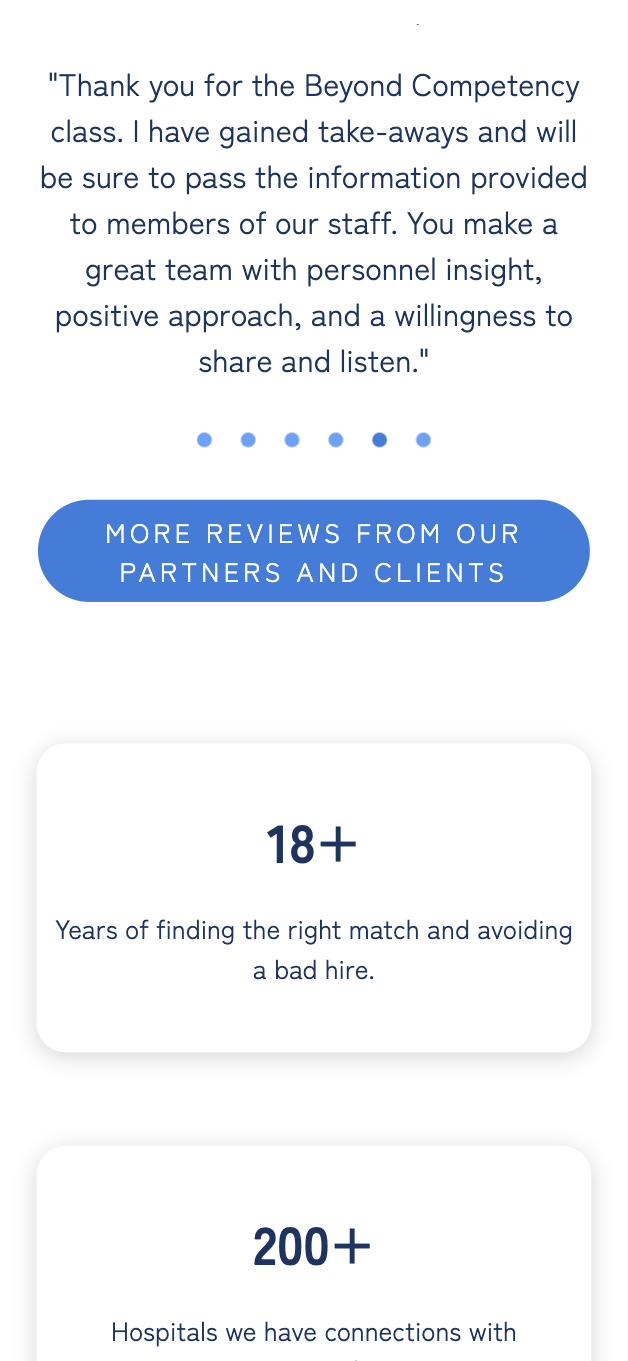 "Thank you for the Beyond Competency
class. I have gained take-aways and will
be sure to pass the information provided
to members of our staff. You make a
great team with personnel insight,
positive approach, and a willingness to
share and listen."
MORE REVIEWS FROM OUR
PARTNERS AND CLIENTS
18+
Years of finding the right match and avoiding
a bad hire.
200+
Hospitals we have connections with